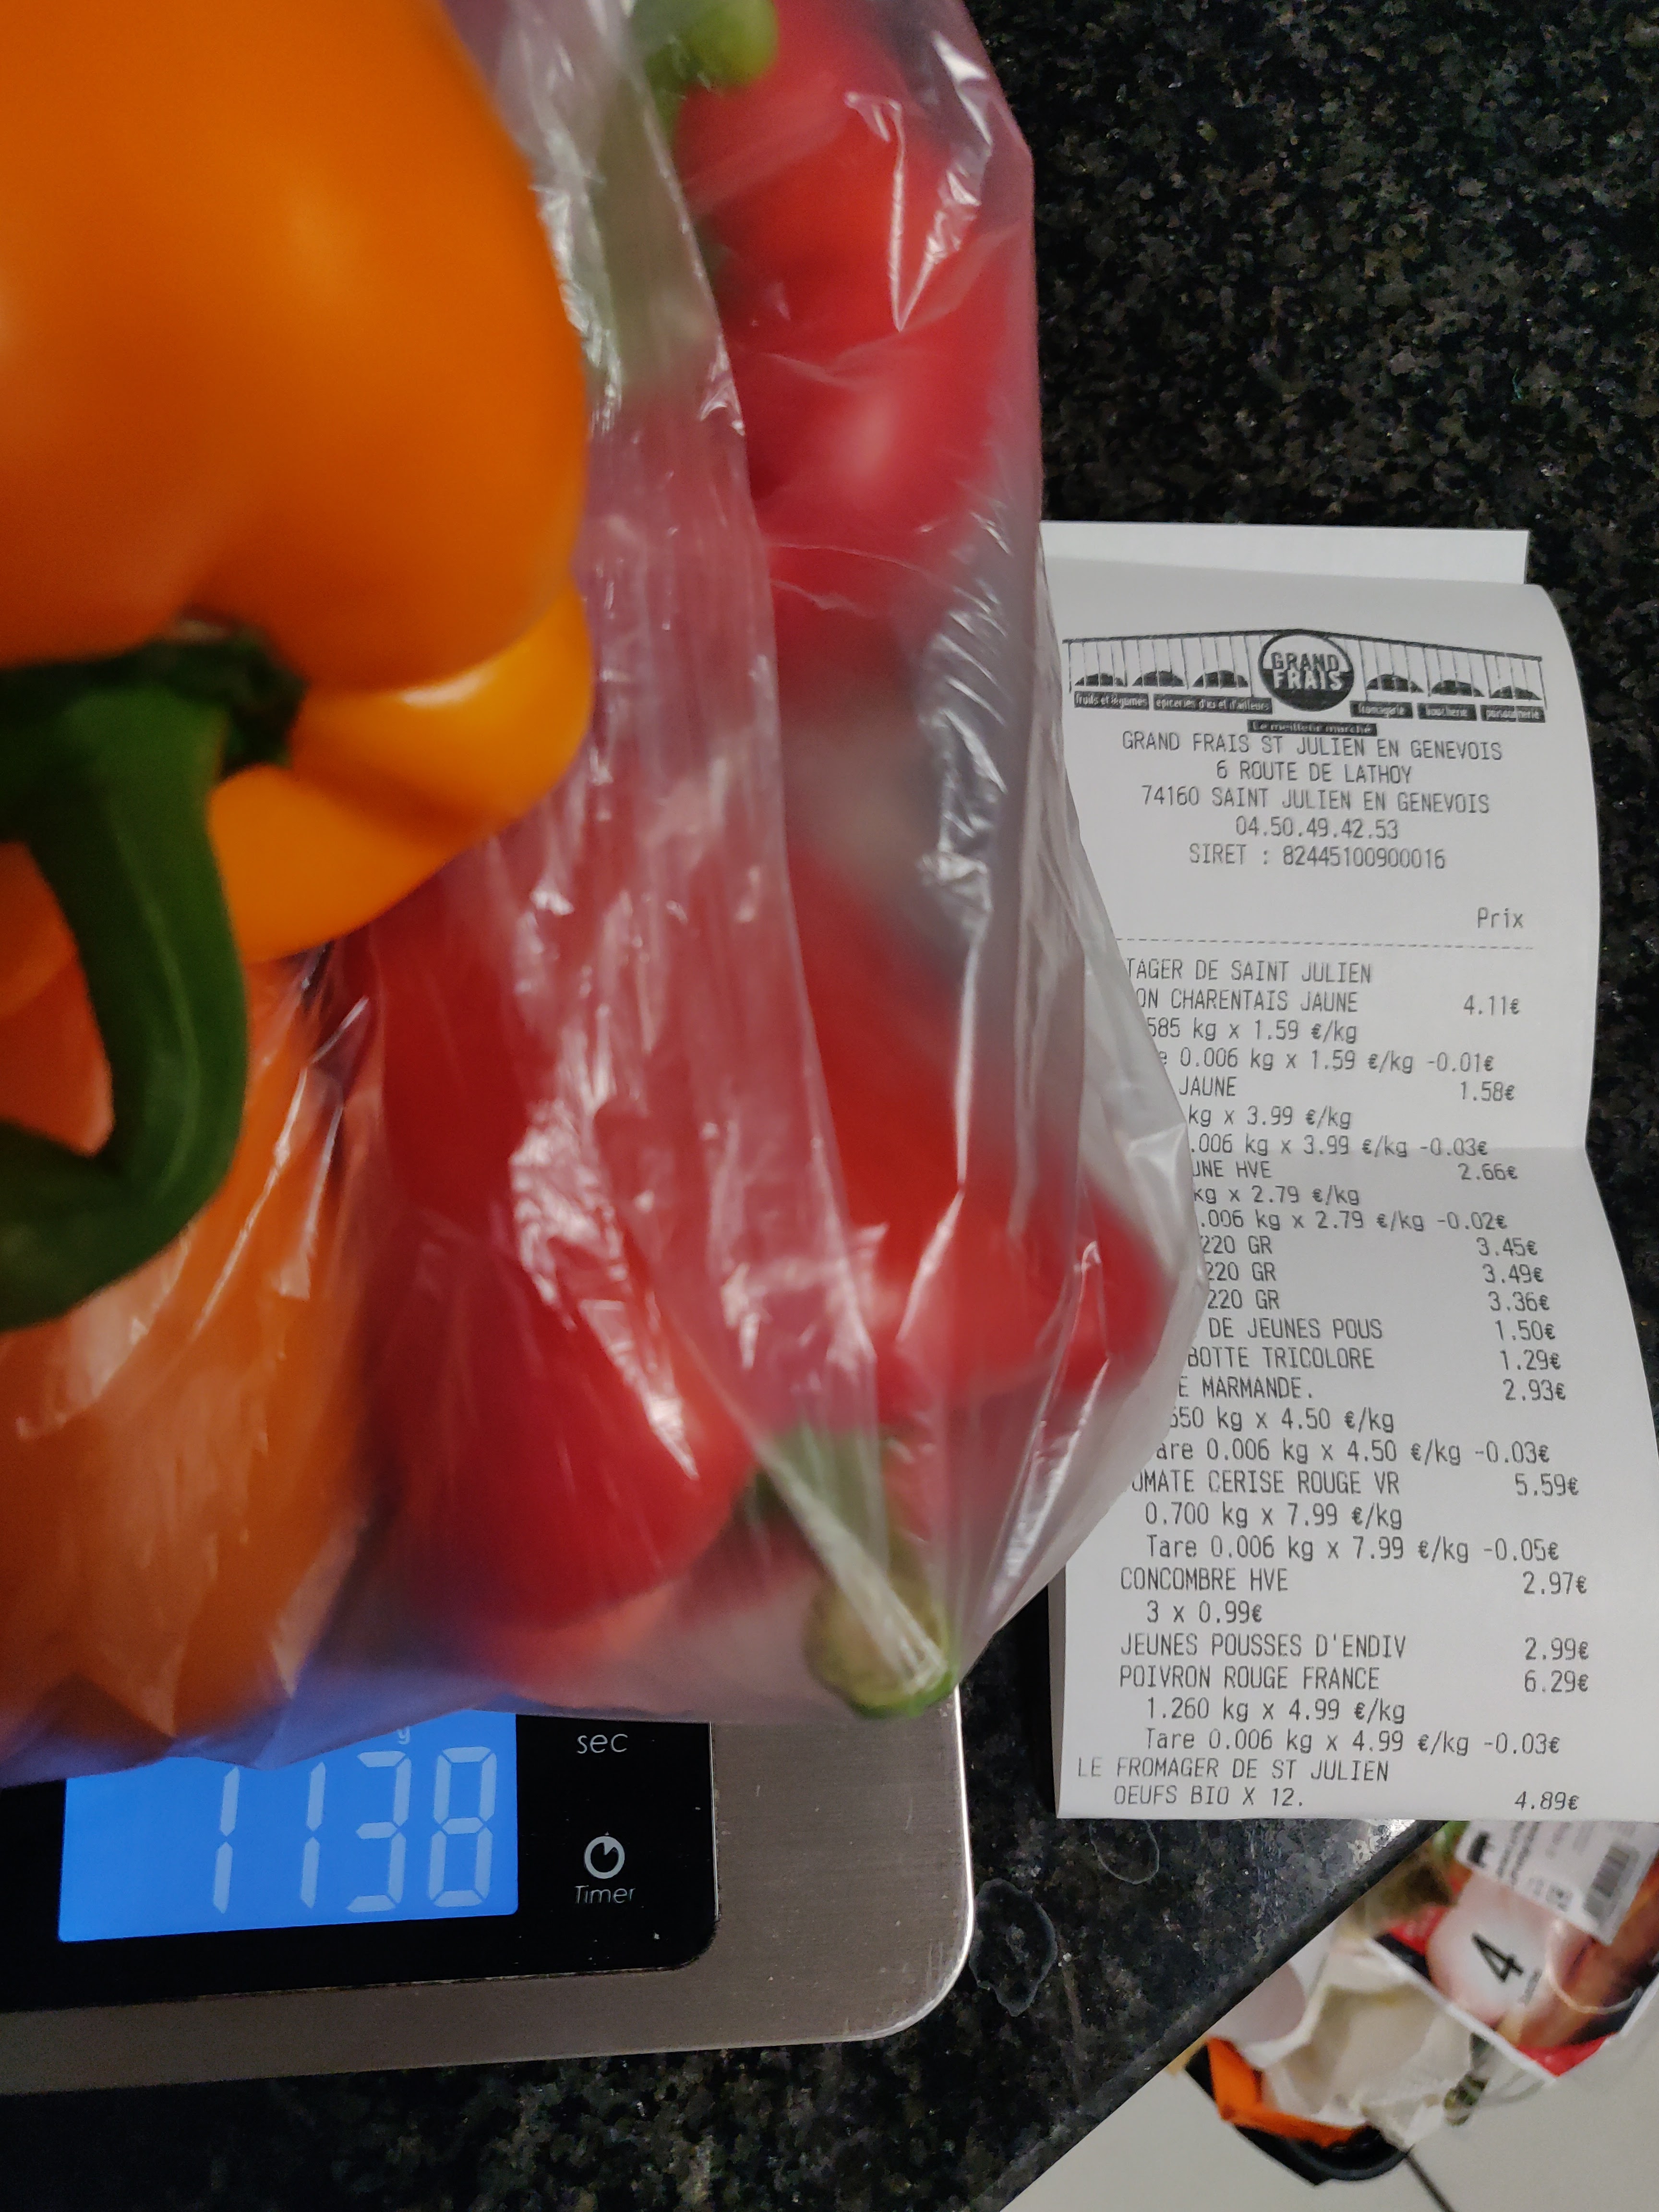 GRAND
FRAIS
fruits et légumes épiceries d'ici et d'ailleurs fromagerie boucherie poissonnerie
Le meilleur marché
GRAND FRAIS ST JULIEN EN GENEVOIS
6 ROUTE DE LATHOY
74160 SAINT JULIEN EN GENEVOIS
04.50.49.42.53
SIRET : 82445100900016
Prix
TAGER DE SAINT JULIEN
ON CHARENTAIS JAUNE 4.11€
585 kg x 1.59 €/kg
e 0.006 kg x 1.59 €/kg -0.01€
JAUNE 1.58€
kg x 3.99 €/kg
.006 kg x 3.99 €/kg -0.03€
UNE HVE 2.66€
kg x 2.79 €/kg
.006 kg x 2.79 €/kg -0.02€
220 GR 3.45€
220 GR 3.49€
220 GR 3.36€
DE JEUNES POUS 1.50€
BOTTE TRICOLORE 1.29€
E MARMANDE. 2.93€
650 kg x 4.50 €/kg
are 0.006 kg x 4.50 €/kg -0.03€
OMATE CERISE ROUGE VR 5.59€
0.700 kg x 7.99 €/kg
Tare 0.006 kg x 7.99 €/kg -0.05€
CONCOMBRE HVE 2.97€
3 x 0.99€
JEUNES POUSSES D'ENDIV 2.99€
POIVRON ROUGE FRANCE 6.29€
1.260 kg x 4.99 €/kg
Tare 0.006 kg x 4.99 €/kg -0.03€
LE FROMAGER DE ST JULIEN
OEUFS BIO X 12. 4.89€
g
sec
1138
Timer
4